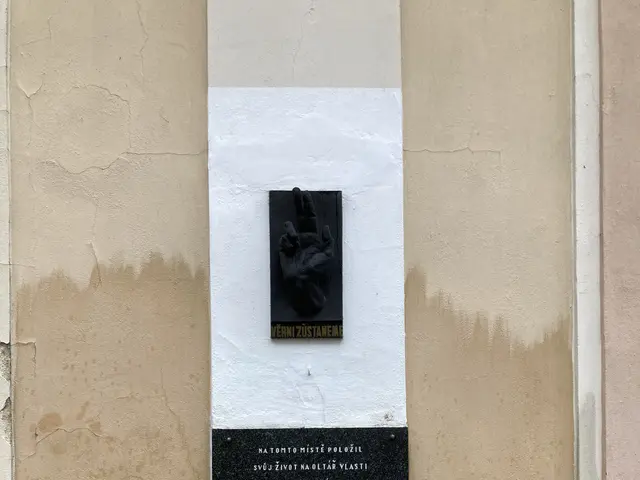 VĚRNI ZŮSTANEME
NA TOMTO MÍSTĚ POLOŽIL
SVŮJ ŽIVOT NA OLTÁŘ VLASTI